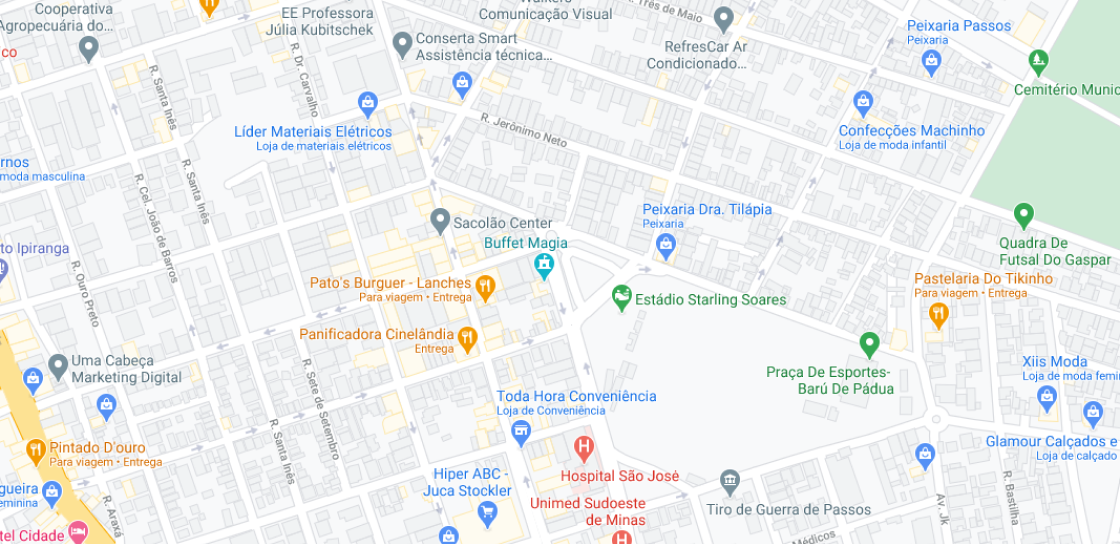 Cooperativa
Agropecuária do...
EE Professora
Júlia Kubitschek
Comunicação Visual
R. Três de Maio
Conserta Smart
Assistência técnica...
RefresCar Ar
Condicionado...
Peixaria Passos
Peixaria
Cemitério Munic
R. Santa Inês
R. Dr. Carvalho
Líder Materiais Elétricos
Loja de materiais elétricos
R. Jerônimo Neto
Confecções Machinho
Loja de moda infantil
moda masculina
R. Cel. João de Barros
R. Santa Inês
Sacolão Center
Buffet Magia
Peixaria Dra. Tilápia
Peixaria
Quadra De
Futsal Do Gaspar
to Ipiranga
R. Ouro Preto
Pato's Burguer - Lanches
Para viagem • Entrega
Estádio Starling Soares
Pastelaria Do Tikinho
Para viagem • Entrega
Panificadora Cinelândia
Entrega
Uma Cabeça
Marketing Digital
R. Sete de Setembro
Praça De Esportes-
Barú De Pádua
Xiis Moda
Loja de moda femin
Toda Hora Conveniência
Loja de Conveniência
R. Santa Inês
Pintado D'ouro
Para viagem • Entrega
Glamour Calçados e
Loja de calçado
Hospital São José
Hiper ABC -
Juca Stockler
gueira
eminina
R. Araxá
Unimed Sudoeste
de Minas
Tiro de Guerra de Passos
Av. Jk
R. Bastilha
tel Cidade
Médicos